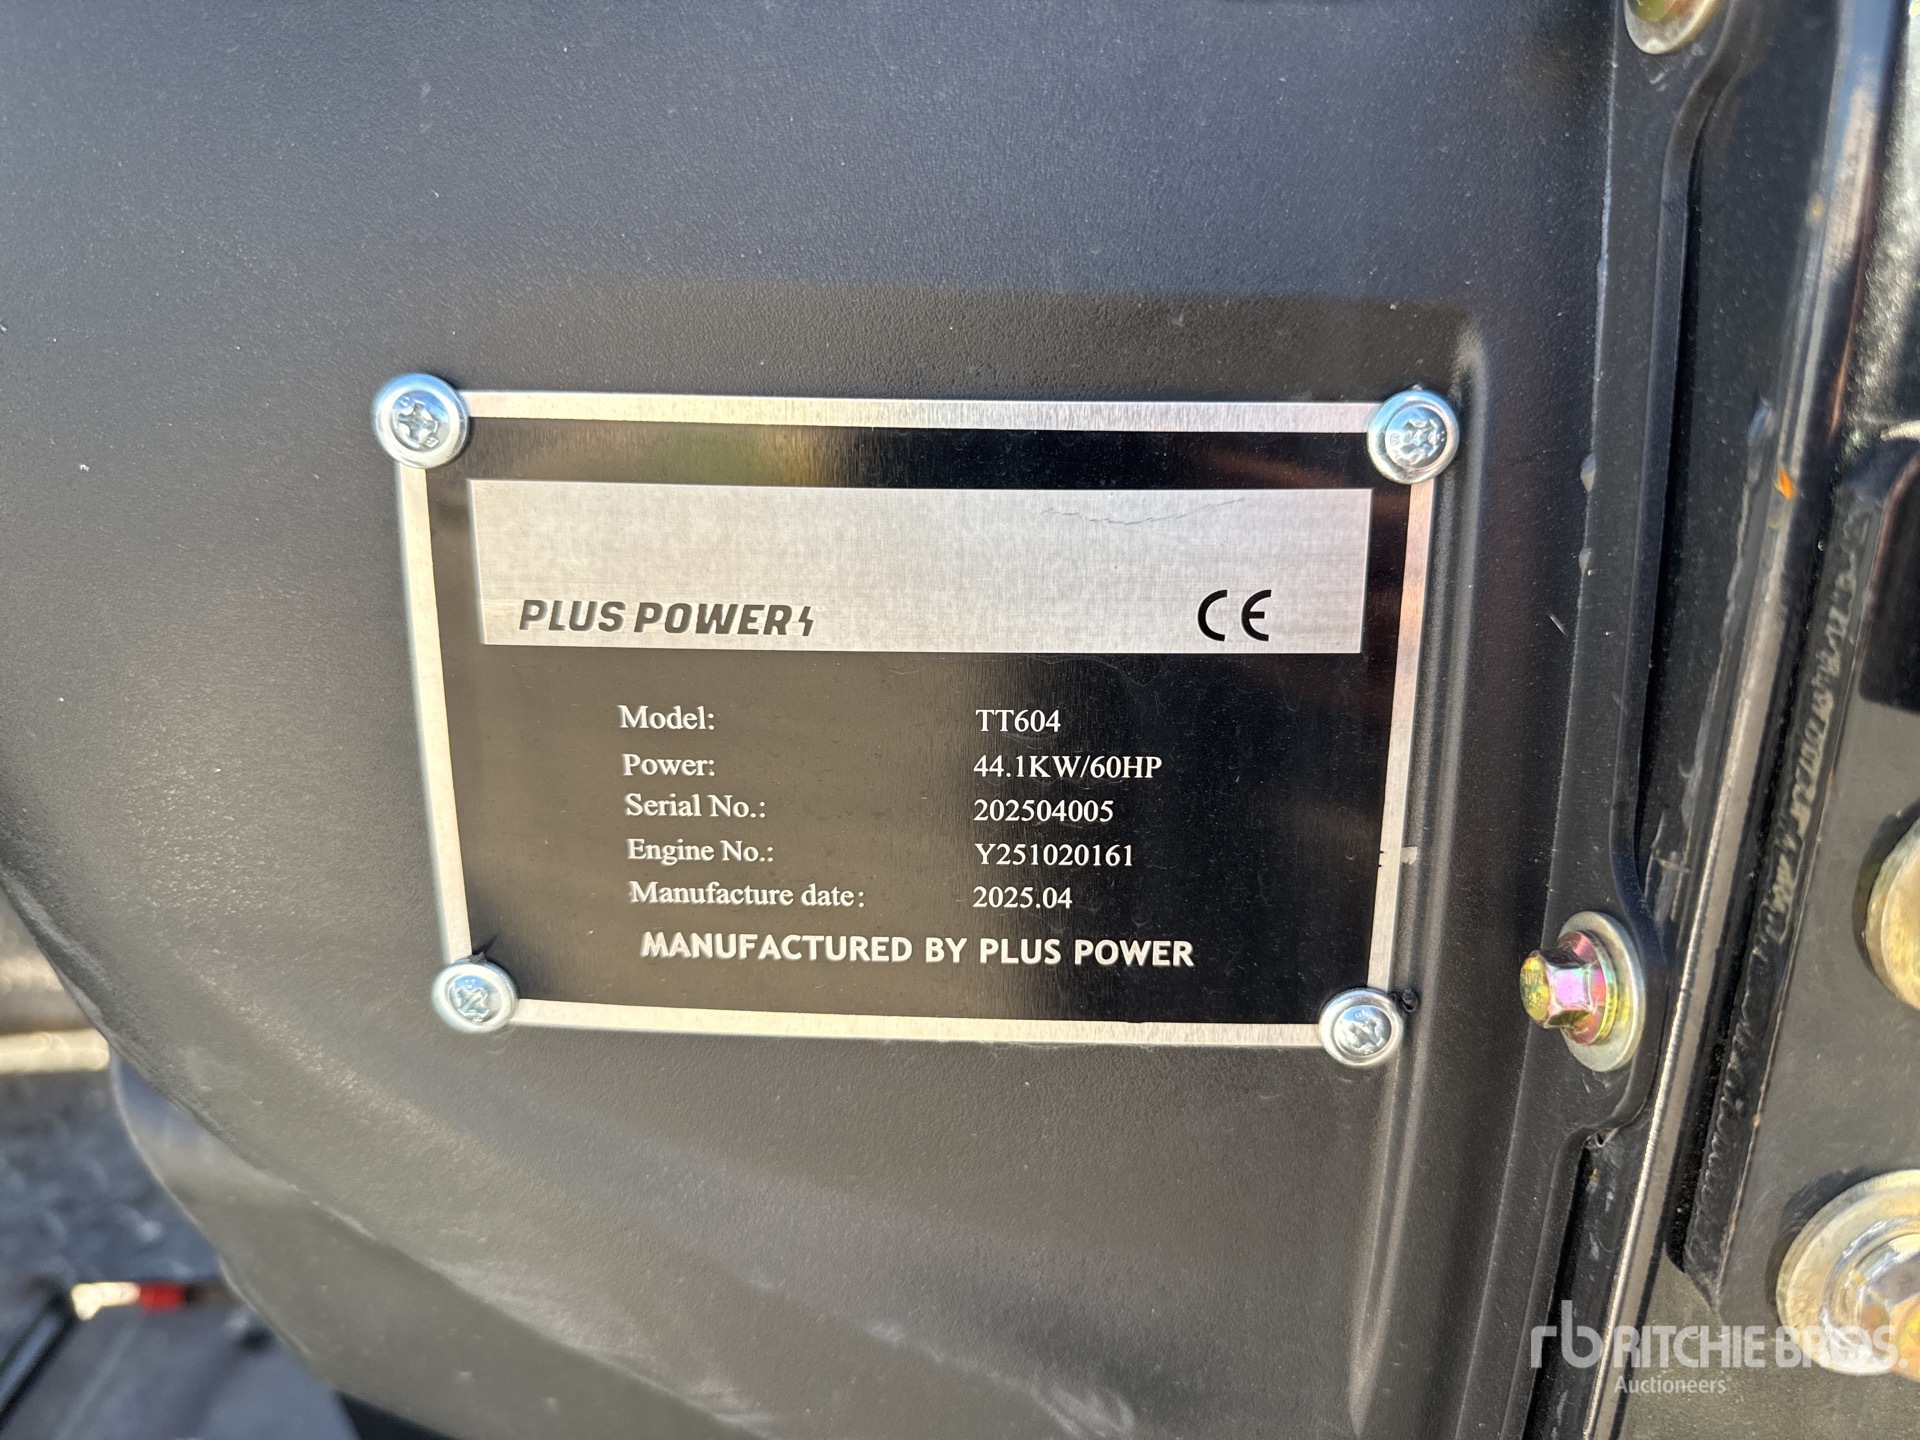 PLUS POWER
CE
Model: TT604
Power: 44.1KW/60HP
Serial No.: 202504005
Engine No.: Y251020161
Manufacture date: 2025.04
MANUFACTURED BY PLUS POWER
rb RITCHIE BROS.
Auctioneers